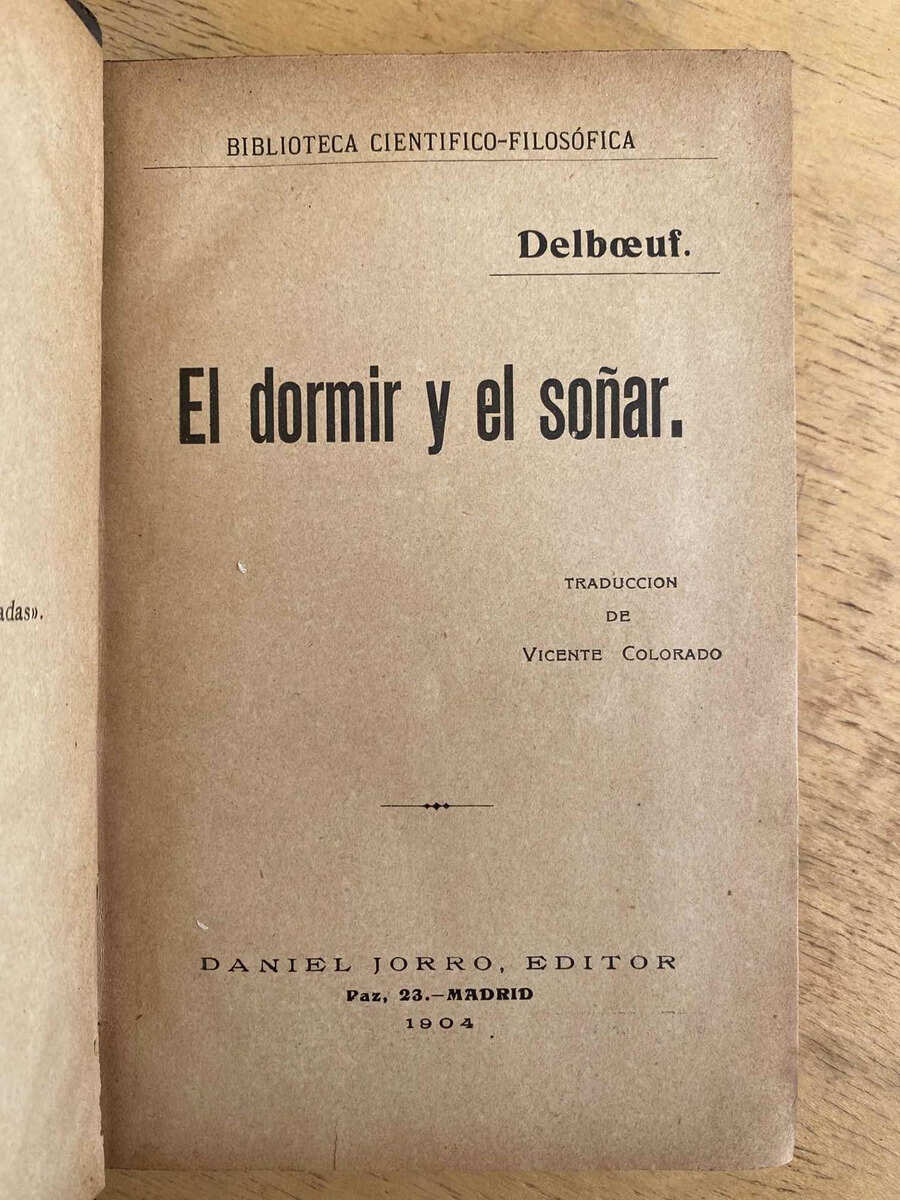 BIBLIOTECA CIENTIFICO-FILOSÓFICA
Delbœuf.
El dormir y el soñar.
TRADUCCION
DE
VICENTE COLORADO
adas».
DANIEL JORRO, EDITOR
Paz, 23.—MADRID
1904